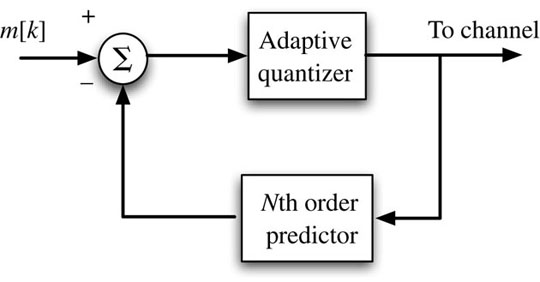 +
m[k]
To channel
Σ
Adaptive
quantizer
−
Nth order
predictor